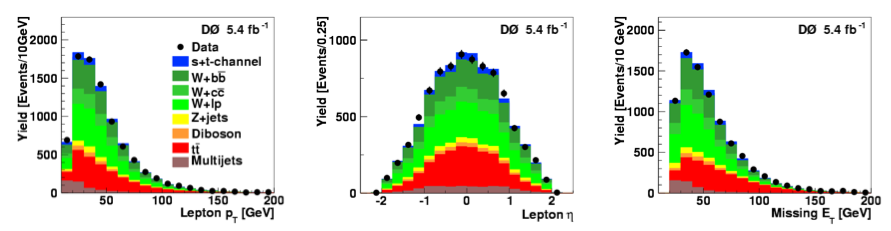 DØ 5.4 fb⁻¹
Yield [Events/10GeV]
2000
1500
1000
500
0
50 100 150 200
Lepton p_T [GeV]
Data
s+t-channel
W+bb̄
W+cc̄
W+lp
Z+jets
Diboson
tt̄
Multijets
DØ 5.4 fb⁻¹
Yield [Events/0.25]
1000
500
0
-2 -1 0 1 2
Lepton η
DØ 5.4 fb⁻¹
Yield [Events/10 GeV]
2000
1500
1000
500
0
50 100 150 200
Missing E_T [GeV]